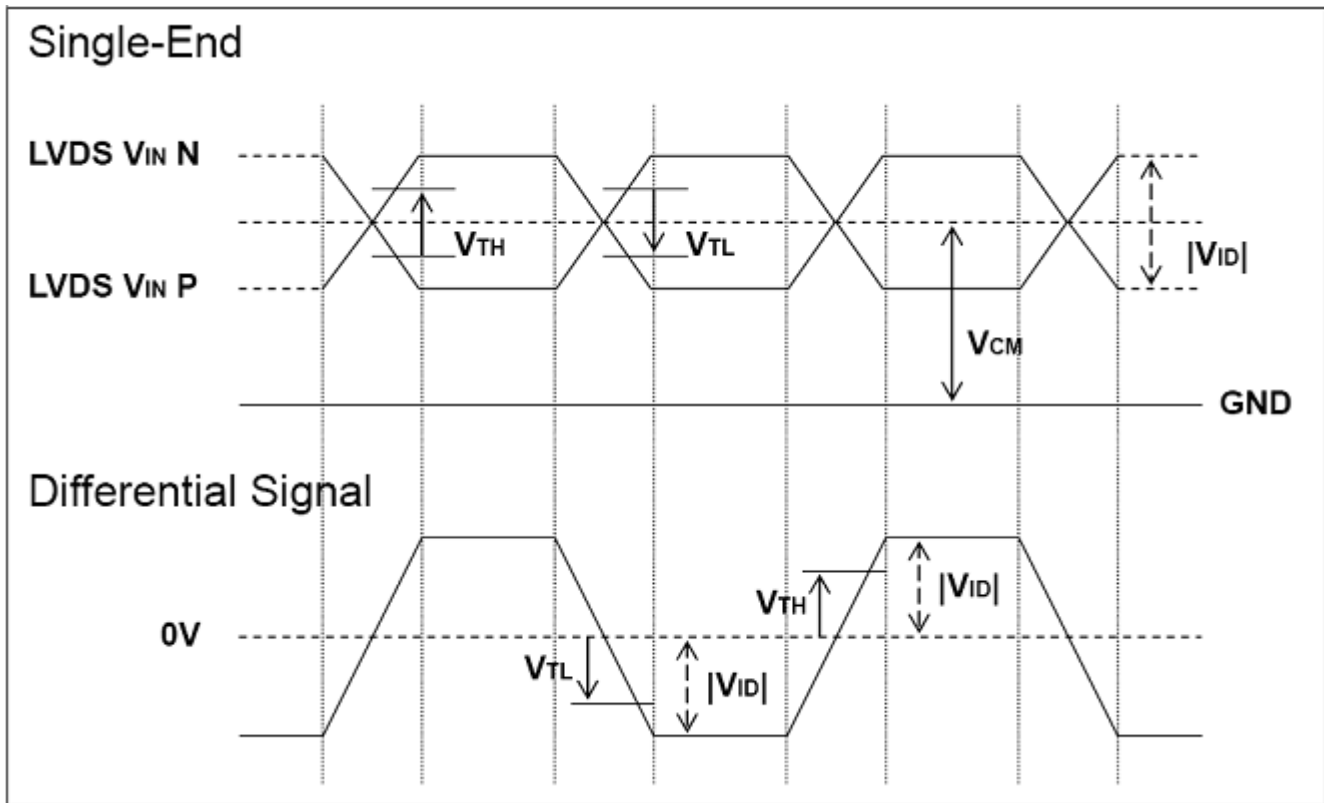 Single-End
LVDS VIN N
VTH
VTL
|VID|
LVDS VIN P
VCM
GND
Differential Signal
VTH
|VID|
0V
VTL
|VID|